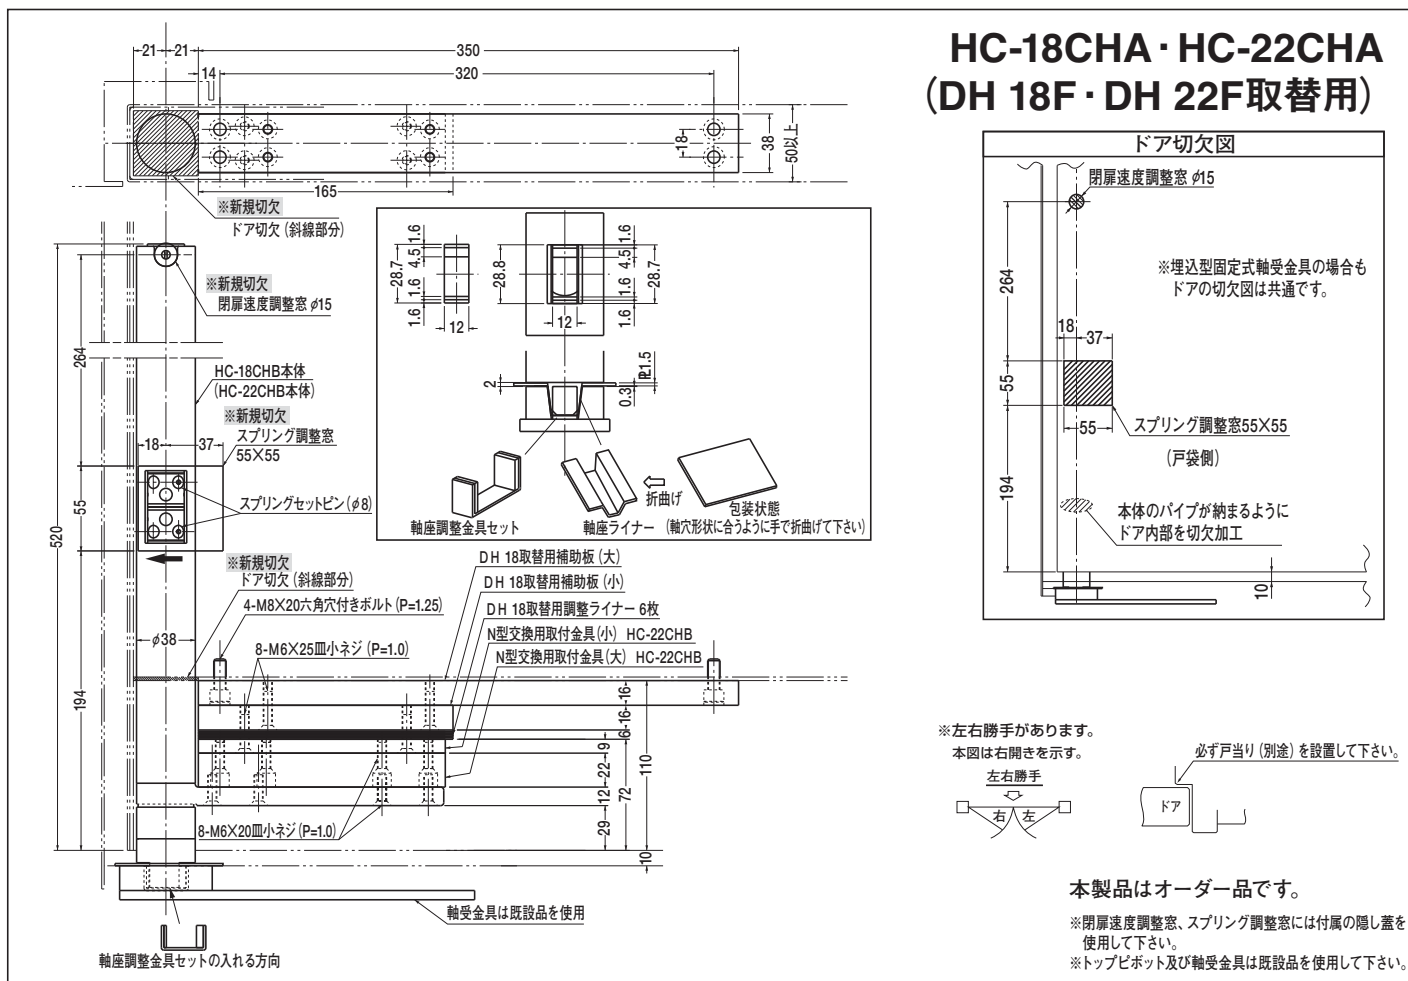 HC-18CHA・HC-22CHA
(DH 18F・DH 22F取替用)
21
21
350
14
320
18
38
50以上
165
※新規切欠
ドア切欠 (斜線部分)
※新規切欠
閉扉速度調整窓 φ15
264
HC-18CHB本体
(HC-22CHB本体)
※新規切欠
スプリング調整窓
55×55
18
37
スプリングセットピン(φ8)
55
520
※新規切欠
ドア切欠 (斜線部分)
4-M8×20六角穴付きボルト (P=1.25)
φ38
8-M6×25皿小ネジ (P=1.0)
194
DH 18取替用補助板 (大)
DH 18取替用補助板 (小)
DH 18取替用調整ライナー 6枚
N型交換用取付金具(小) HC-22CHB
N型交換用取付金具(大) HC-22CHB
16
16
6
9
22
12
29
72
110
10
8-M6×20皿小ネジ (P=1.0)
軸受金具は既設品を使用
軸座調整金具セットの入れる方向
1.6
4.5
28.7
1.6
1.6
12
28.8
12
1.6
4.5
28.7
1.6
1.6
2
0.3
1.5
軸座調整金具セット
軸座ライナー
折曲げ
包装状態
(軸穴形状に合うように手で折曲げて下さい)
ドア切欠図
閉扉速度調整窓 φ15
264
※埋込型固定式軸受金具の場合も
ドアの切欠図は共通です。
18
37
55
55
スプリング調整窓55×55
(戸袋側)
194
本体のパイプが納まるように
ドア内部を切欠加工
10
※左右勝手があります。
本図は右開きを示す。
左右勝手
右
左
必ず戸当り (別途) を設置して下さい。
ドア
本製品はオーダー品です。
※閉扉速度調整窓、スプリング調整窓には付属の隠し蓋を
使用して下さい。
※トップピボット及び軸受金具は既設品を使用して下さい。